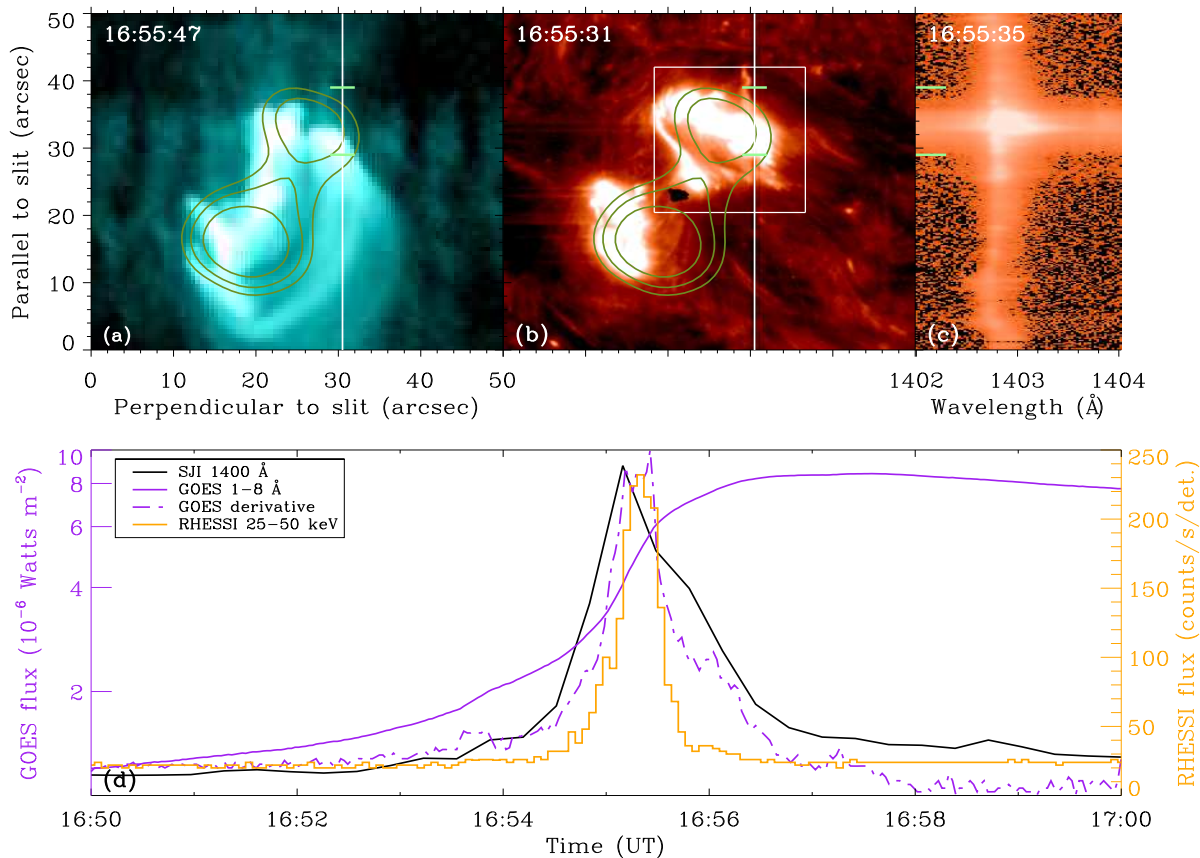 16:55:47 16:55:31 16:55:35
50
40
30
20
10
0
Parallel to slit (arcsec)
(a) (b) (c)
0 10 20 30 40 50 1402 1403 1404
Perpendicular to slit (arcsec) Wavelength (Å)
SJI 1400 Å
GOES 1–8 Å
GOES derivative
RHESSI 25–50 keV
10
8
6
4
2
GOES flux (10⁻⁶ Watts m⁻²)
250
200
150
100
50
0
RHESSI flux (counts/s/det.)
(d)
16:50 16:52 16:54 16:56 16:58 17:00
Time (UT)